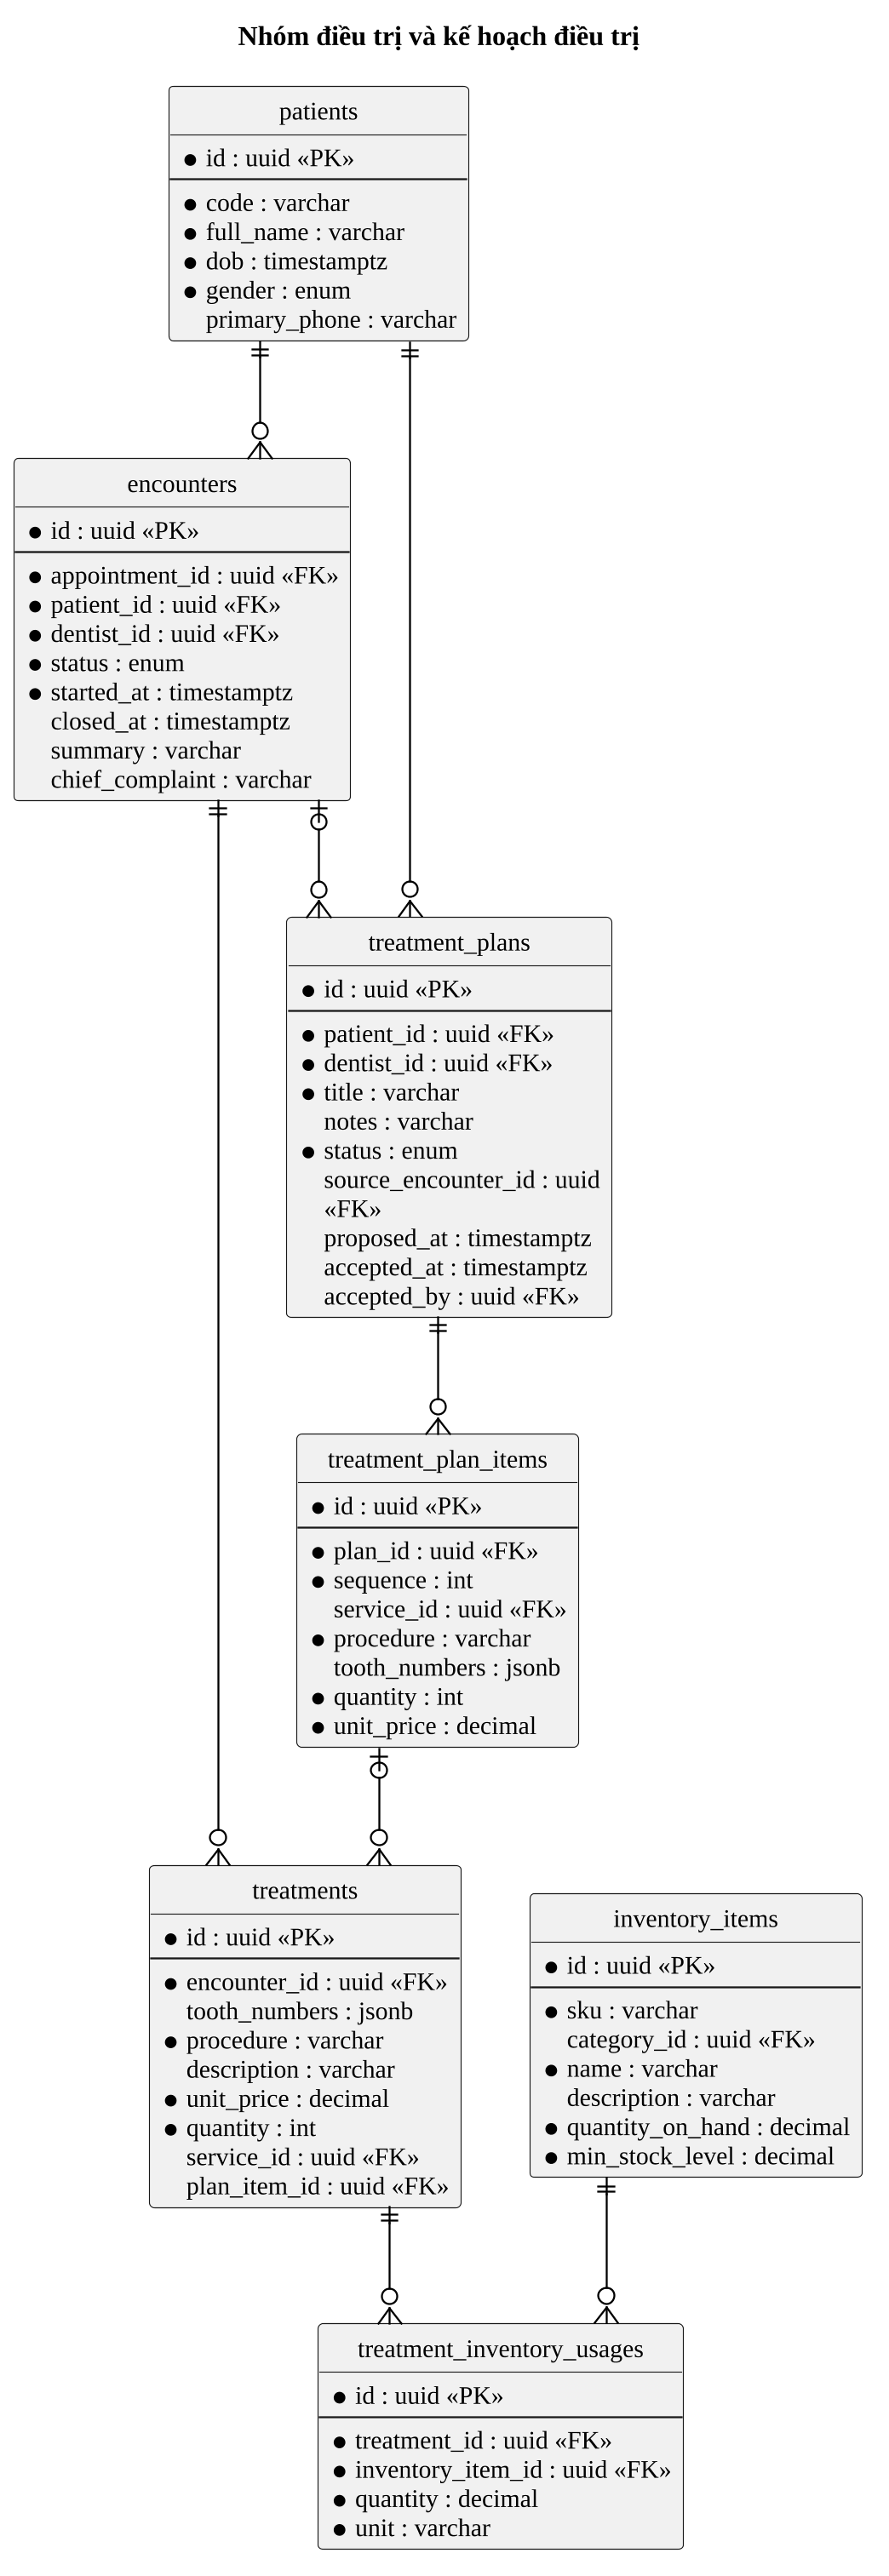 Nhóm điều trị và kế hoạch điều trị
patients
id : uuid «PK»
code : varchar
full_name : varchar
dob : timestamptz
gender : enum
primary_phone : varchar
encounters
id : uuid «PK»
appointment_id : uuid «FK»
patient_id : uuid «FK»
dentist_id : uuid «FK»
status : enum
started_at : timestamptz
closed_at : timestamptz
summary : varchar
chief_complaint : varchar
treatment_plans
id : uuid «PK»
patient_id : uuid «FK»
dentist_id : uuid «FK»
title : varchar
notes : varchar
status : enum
source_encounter_id : uuid
«FK»
proposed_at : timestamptz
accepted_at : timestamptz
accepted_by : uuid «FK»
treatment_plan_items
id : uuid «PK»
plan_id : uuid «FK»
sequence : int
service_id : uuid «FK»
procedure : varchar
tooth_numbers : jsonb
quantity : int
unit_price : decimal
treatments
id : uuid «PK»
encounter_id : uuid «FK»
tooth_numbers : jsonb
procedure : varchar
description : varchar
unit_price : decimal
quantity : int
service_id : uuid «FK»
plan_item_id : uuid «FK»
inventory_items
id : uuid «PK»
sku : varchar
category_id : uuid «FK»
name : varchar
description : varchar
quantity_on_hand : decimal
min_stock_level : decimal
treatment_inventory_usages
id : uuid «PK»
treatment_id : uuid «FK»
inventory_item_id : uuid «FK»
quantity : decimal
unit : varchar